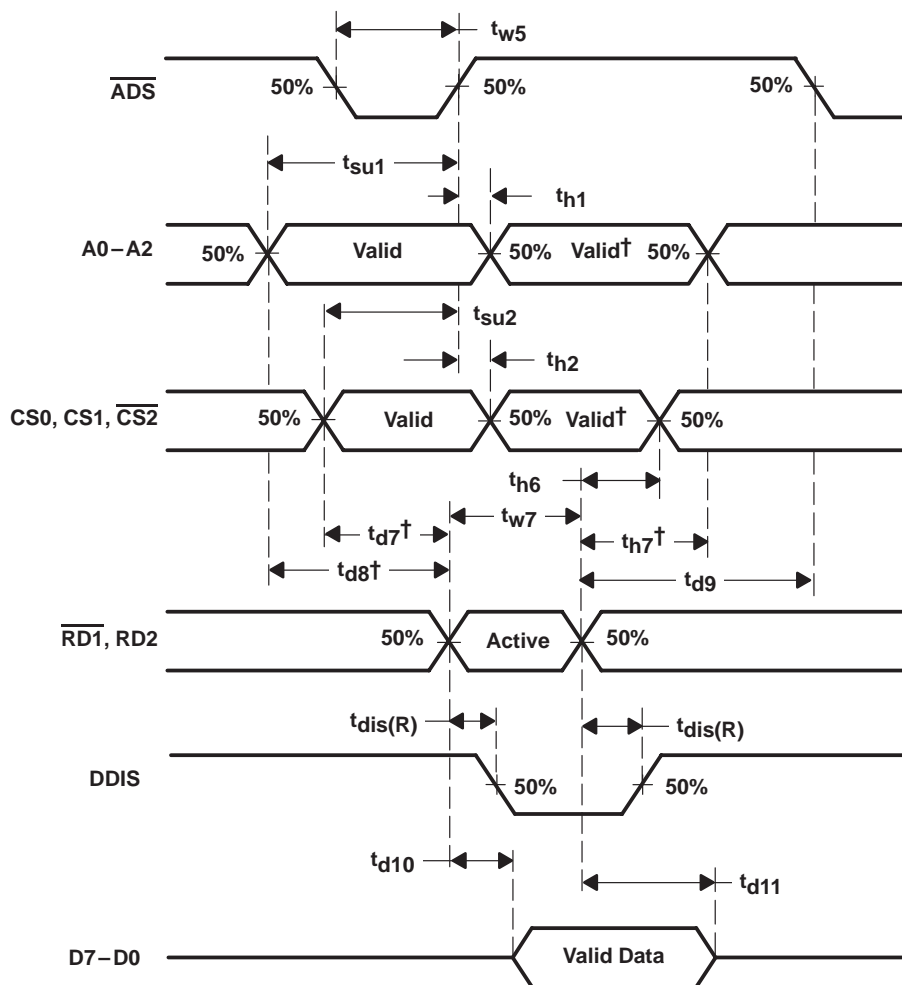 tw5
ADS 50% 50% 50%
tsu1
th1
A0–A2 50% Valid 50% Valid† 50%
tsu2
th2
CS0, CS1, CS2 50% Valid 50% Valid† 50%
th6
tw7
td7† th7†
td8† td9
RD1, RD2 50% Active 50%
tdis(R) tdis(R)
DDIS 50% 50%
td10 td11
D7–D0 Valid Data